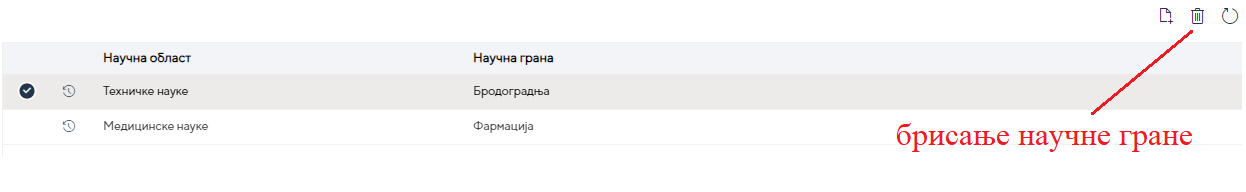 Научна област Научна грана
Техничке науке Бродоградња
Медицинске науке Фармација
брисање научне гране